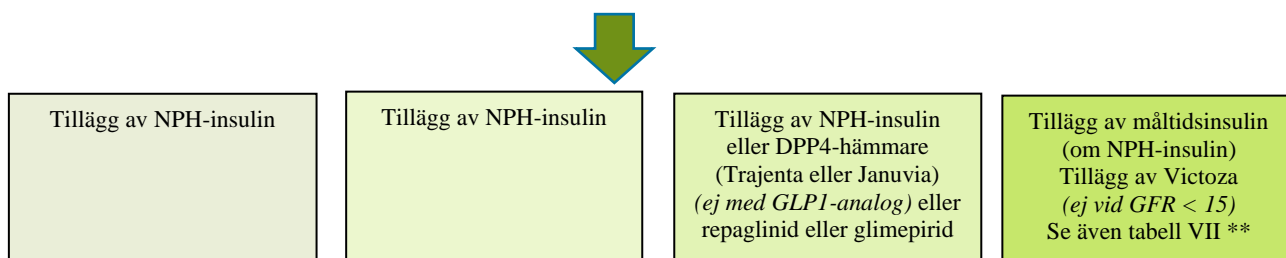 Tillägg av NPH-insulin
Tillägg av NPH-insulin
Tillägg av NPH-insulin
eller DPP4-hämmare
(Trajenta eller Januvia)
(ej med GLP1-analog) eller
repaglinid eller glimepirid
Tillägg av måltidsinsulin
(om NPH-insulin)
Tillägg av Victoza
(ej vid GFR < 15)
Se även tabell VII **